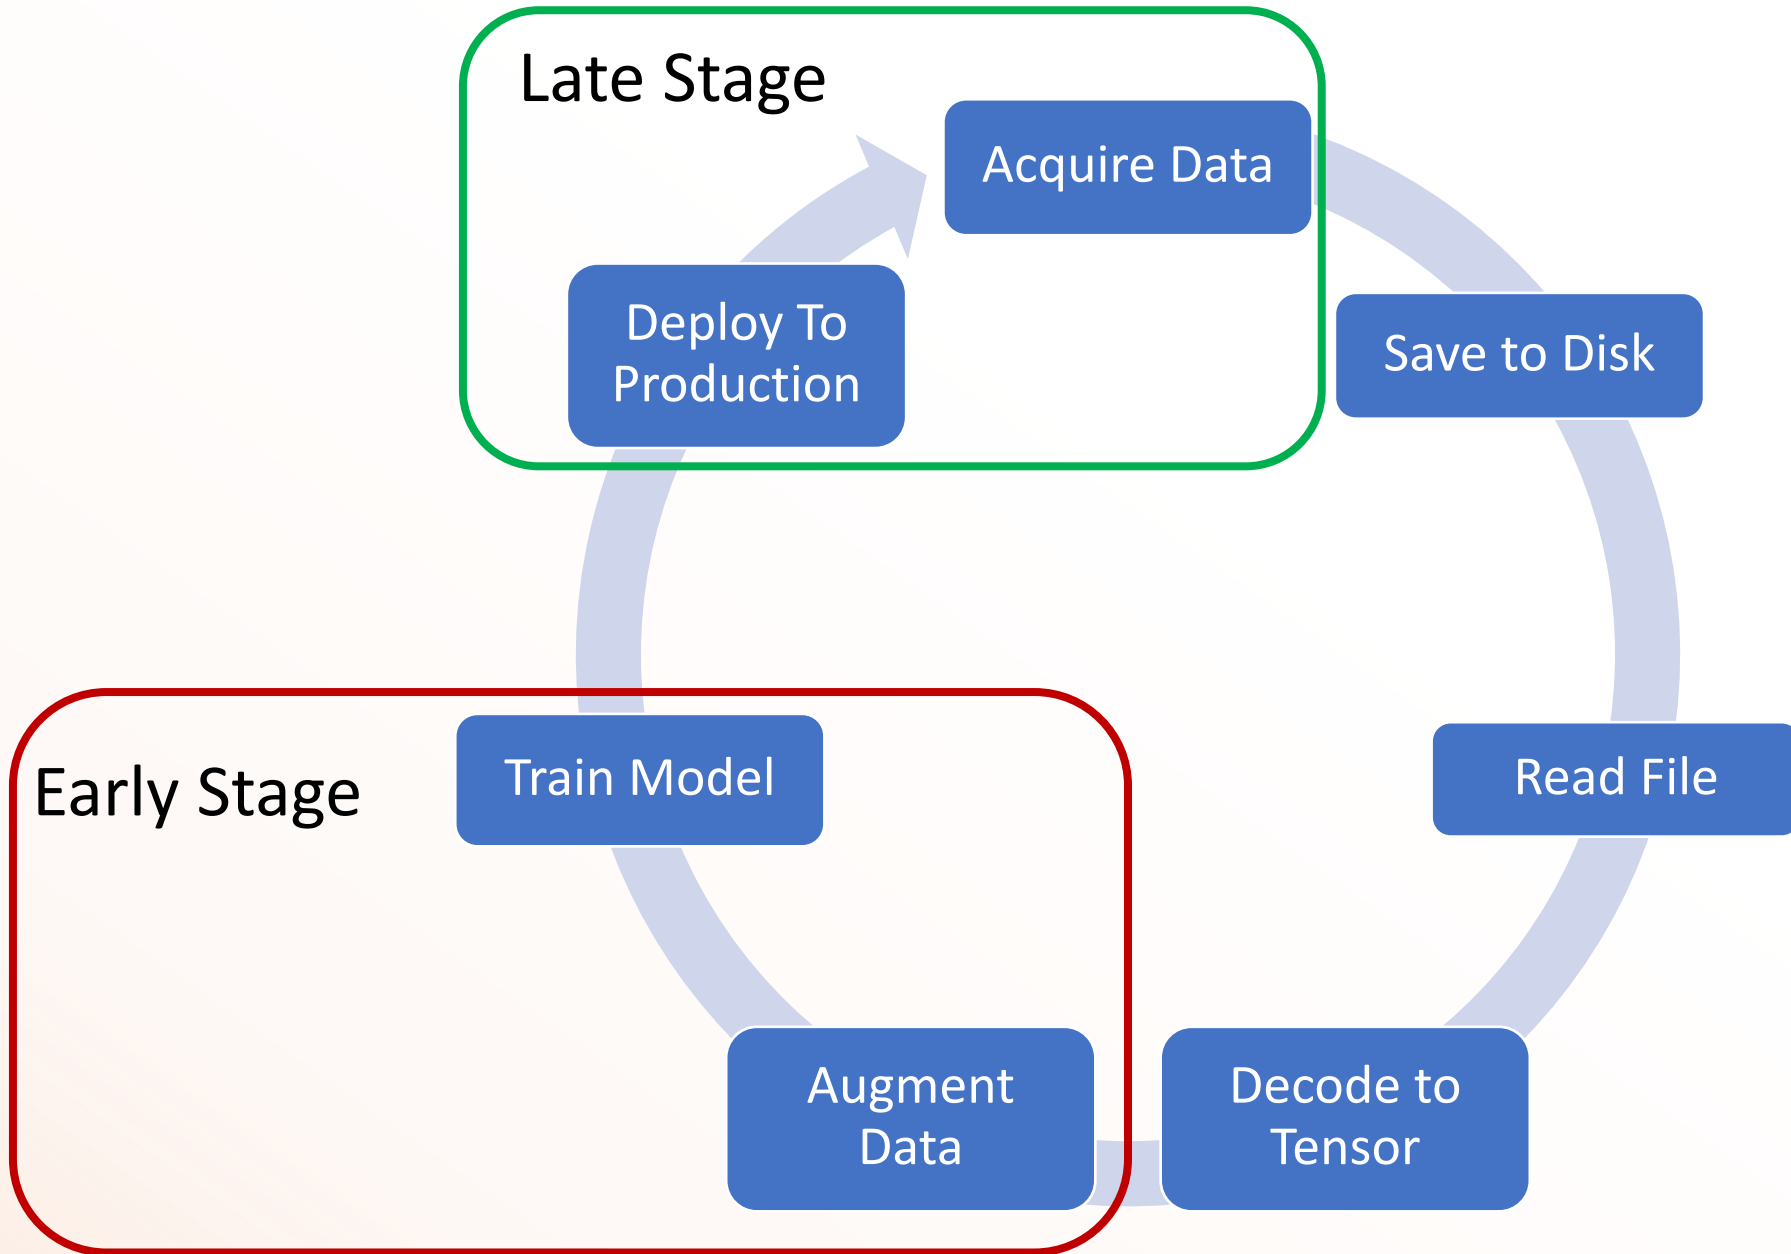 Late Stage
Acquire Data
Deploy To
Production
Save to Disk
Early Stage
Train Model
Read File
Augment
Data
Decode to
Tensor